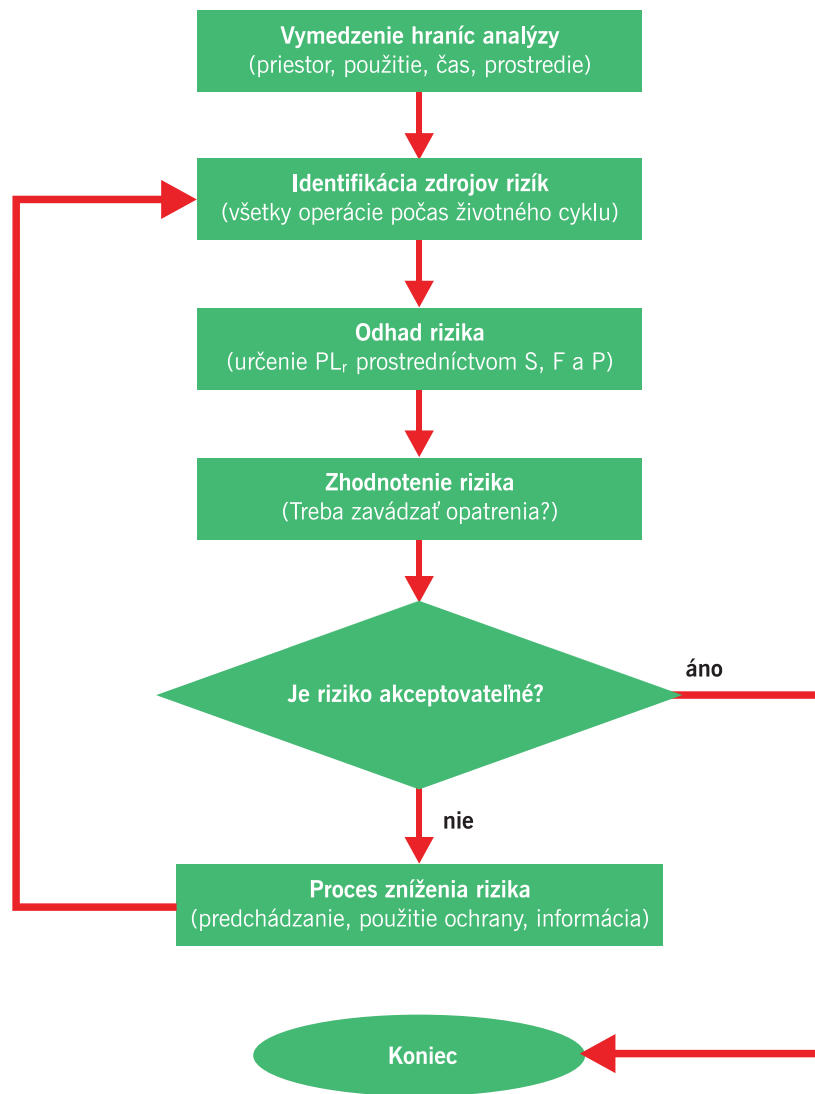 Vymedzenie hraníc analýzy
(priestor, použitie, čas, prostredie)
Identifikácia zdrojov rizík
(všetky operácie počas životného cyklu)
Odhad rizika
(určenie PLr prostredníctvom S, F a P)
Zhodnotenie rizika
(Treba zavádzať opatrenia?)
Je riziko akceptovateľné?
áno
nie
Proces zníženia rizika
(predchádzanie, použitie ochrany, informácia)
Koniec